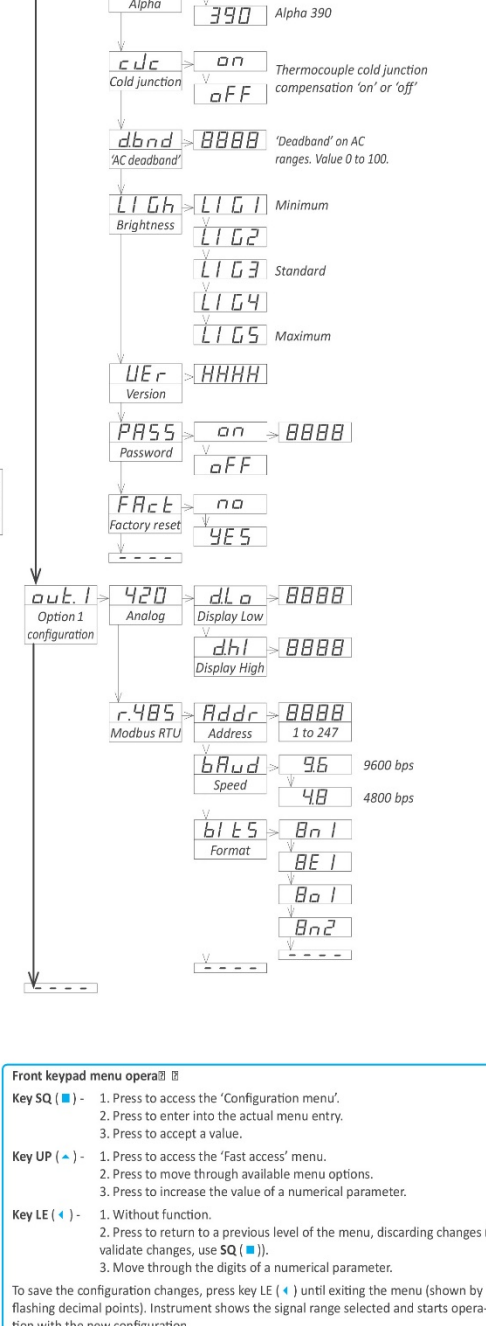 Alpha
390 Alpha 390
cJc on
Cold junction
Thermocouple cold junction
compensation ‘on’ or ‘off’
oFF
d.bnd 8888
‘AC deadband’
‘Deadband’ on AC
ranges. Value 0 to 100.
LIGh LIG1 Minimum
Brightness
LIG2
LIG3 Standard
LIG4
LIG5 Maximum
VEr HHHH
Version
PASS on 8888
Password
oFF
FAct no
Factory reset
YES
- - - -
out.1 420 d.Lo 8888
Option 1
configuration
Analog
Display Low
d.hI 8888
Display High
r.485 Addr 8888
Modbus RTU Address 1 to 247
bAud 9.6 9600 bps
Speed
4.8 4800 bps
bItS 8n1
Format
8E1
8o1
8n2
- - - -
- - - -
- - - -
Front keypad menu opera
Key SQ ( ■ ) - 1. Press to access the ‘Configuration menu’.
2. Press to enter into the actual menu entry.
3. Press to accept a value.
Key UP ( ▲ ) - 1. Press to access the ‘Fast access’ menu.
2. Press to move through available menu options.
3. Press to increase the value of a numerical parameter.
Key LE ( ◀ ) - 1. Without function.
2. Press to return to a previous level of the menu, discarding changes
validate changes, use SQ ( ■ )).
3. Move through the digits of a numerical parameter.
To save the configuration changes, press key LE ( ◀ ) until exiting the menu (shown by
flashing decimal points). Instrument shows the signal range selected and starts opera-
tion with the new configuration.